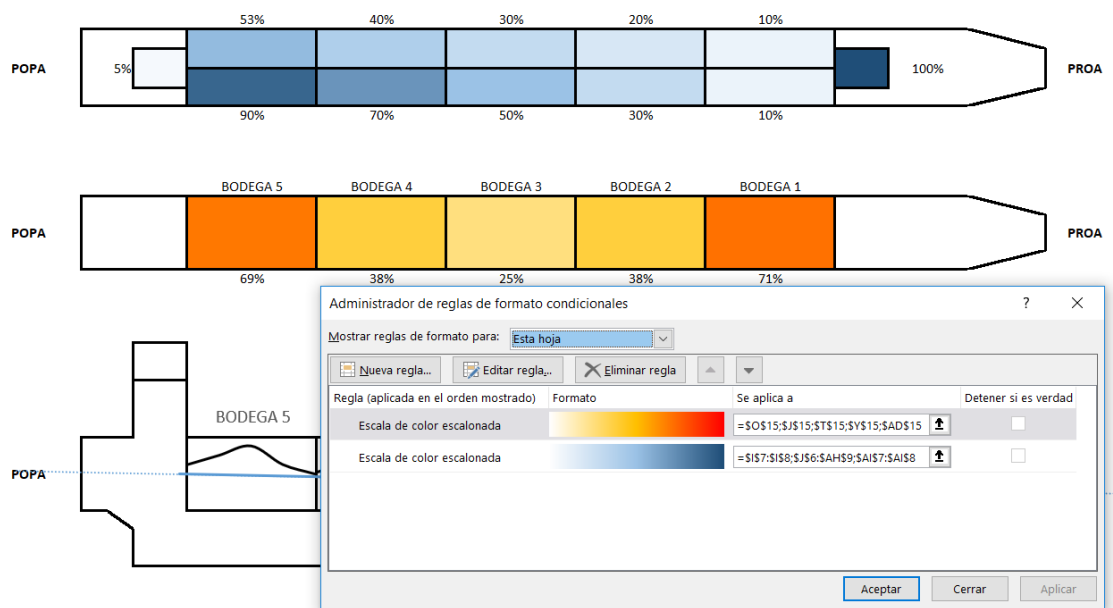 53% 40% 30% 20% 10%
POPA 5% 100% PROA
90% 70% 50% 30% 10%
BODEGA 5 BODEGA 4 BODEGA 3 BODEGA 2 BODEGA 1
POPA PROA
69% 38% 25% 38% 71%
Administrador de reglas de formato condicionales ?
Mostrar reglas de formato para: Esta hoja
Nueva regla... Editar regla... Eliminar regla
Regla (aplicada en el orden mostrado) Formato Se aplica a Detener si es verdad
Escala de color escalonada =$O$15;$J$15;$T$15;$Y$15;$AD$15
Escala de color escalonada =$I$7:$I$8;$J$6:$AH$9;$AI$7:$AI$8
BODEGA 5
POPA
Aceptar Cerrar Aplicar